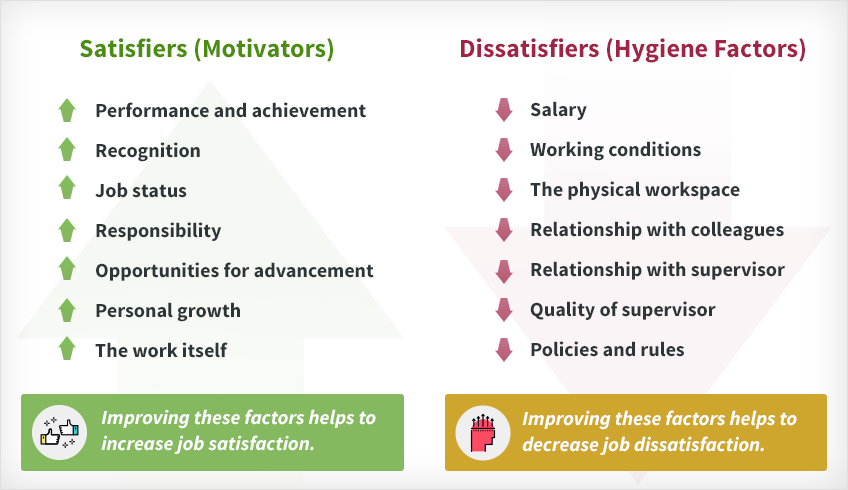 Satisfiers (Motivators)
Performance and achievement
Recognition
Job status
Responsibility
Opportunities for advancement
Personal growth
The work itself
Improving these factors helps to
increase job satisfaction.
Dissatisfiers (Hygiene Factors)
Salary
Working conditions
The physical workspace
Relationship with colleagues
Relationship with supervisor
Quality of supervisor
Policies and rules
Improving these factors helps to
decrease job dissatisfaction.